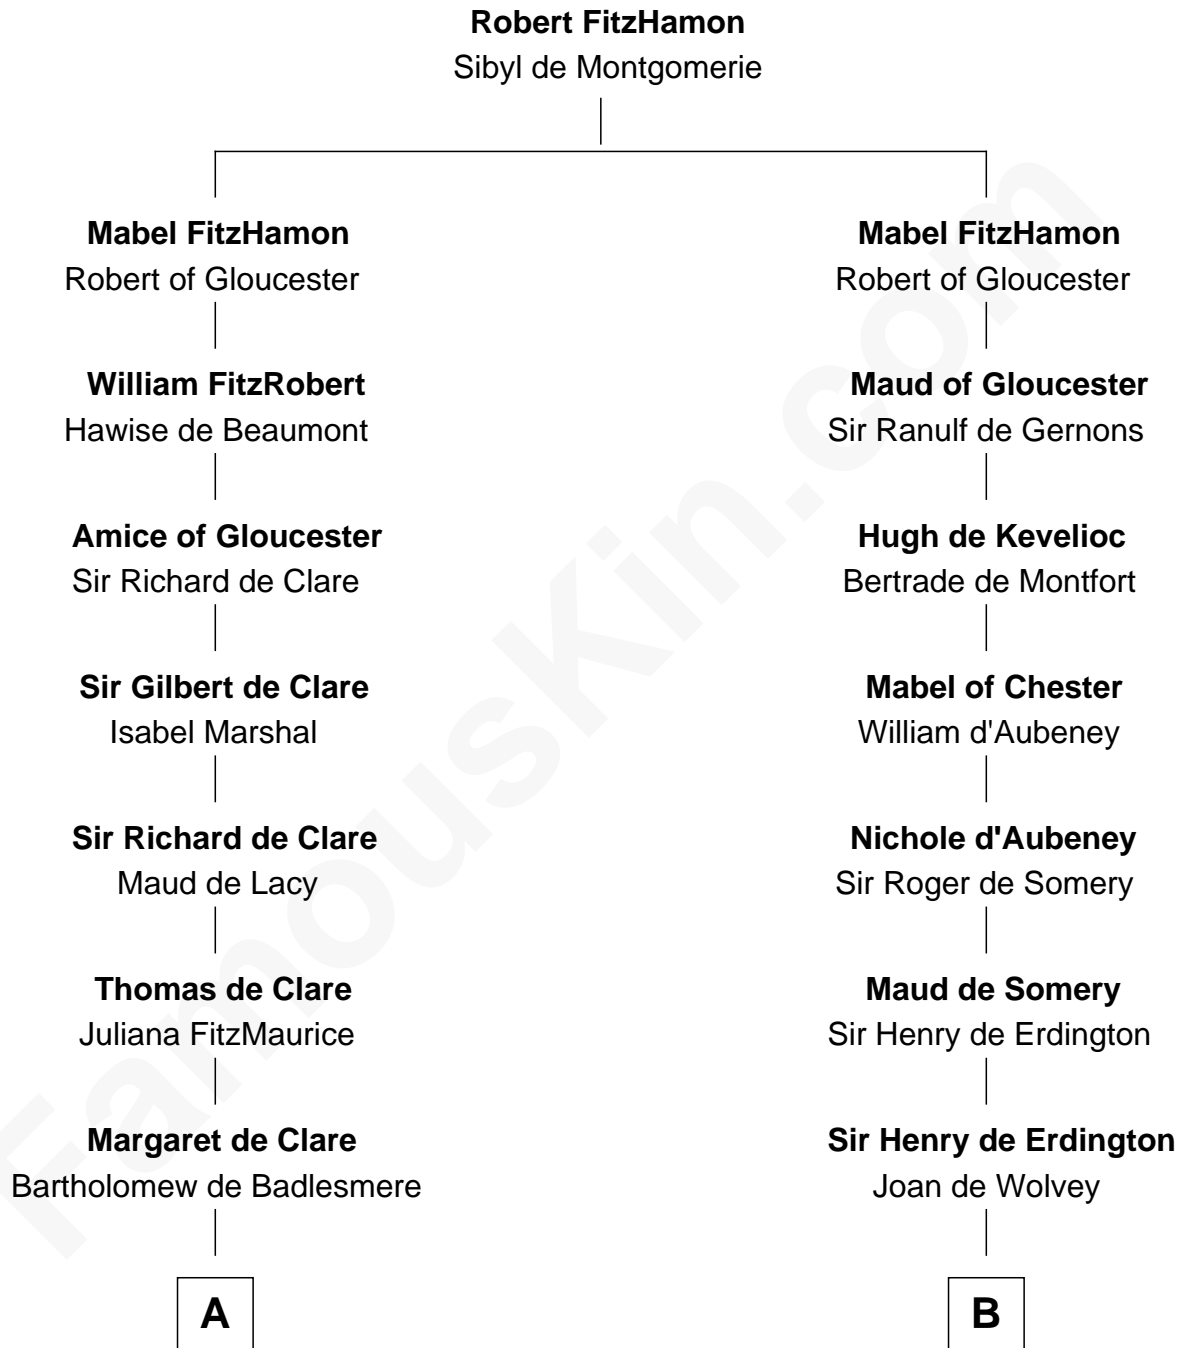 Robert FitzHamon
Sibyl de Montgomerie
Mabel FitzHamon
Robert of Gloucester
William FitzRobert
Hawise de Beaumont
Amice of Gloucester
Sir Richard de Clare
Sir Gilbert de Clare
Isabel Marshal
Sir Richard de Clare
Maud de Lacy
Thomas de Clare
Juliana FitzMaurice
Margaret de Clare
Bartholomew de Badlesmere
A
Mabel FitzHamon
Robert of Gloucester
Maud of Gloucester
Sir Ranulf de Gernons
Hugh de Kevelioc
Bertrade de Montfort
Mabel of Chester
William d'Aubeney
Nichole d'Aubeney
Sir Roger de Somery
Maud de Somery
Sir Henry de Erdington
Sir Henry de Erdington
Joan de Wolvey
B
FamousKin.com